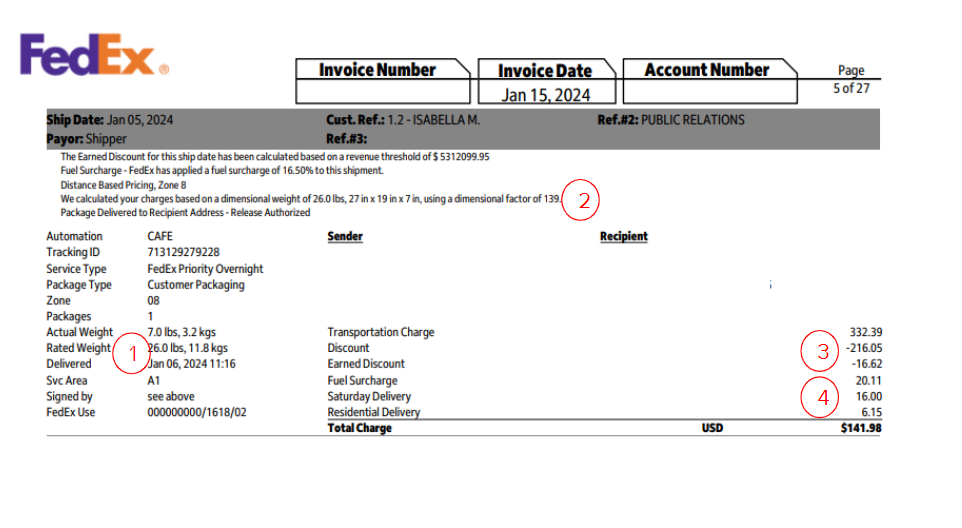 FedEx®
Invoice Number Invoice Date Account Number Page
Jan 15, 2024 5 of 27
Ship Date: Jan 05, 2024 Cust. Ref.: 1.2 - ISABELLA M. Ref.#2: PUBLIC RELATIONS
Payor: Shipper Ref.#3:
The Earned Discount for this ship date has been calculated based on a revenue threshold of $ 5312099.95
Fuel Surcharge - FedEx has applied a fuel surcharge of 16.50% to this shipment.
Distance Based Pricing, Zone 8
We calculated your charges based on a dimensional weight of 26.0 lbs, 27 in x 19 in x 7 in, using a dimensional factor of 139. 2
Package Delivered to Recipient Address - Release Authorized
Automation CAFE Sender Recipient
Tracking ID 713129279228
Service Type FedEx Priority Overnight
Package Type Customer Packaging
Zone 08
Packages 1
Actual Weight 7.0 lbs, 3.2 kgs Transportation Charge 332.39
Rated Weight 1 26.0 lbs, 11.8 kgs Discount 3 -216.05
Delivered Jan 06, 2024 11:16 Earned Discount -16.62
Svc Area A1 Fuel Surcharge 20.11
Signed by see above Saturday Delivery 4 16.00
FedEx Use 000000000/1618/02 Residential Delivery 6.15
Total Charge USD $141.98